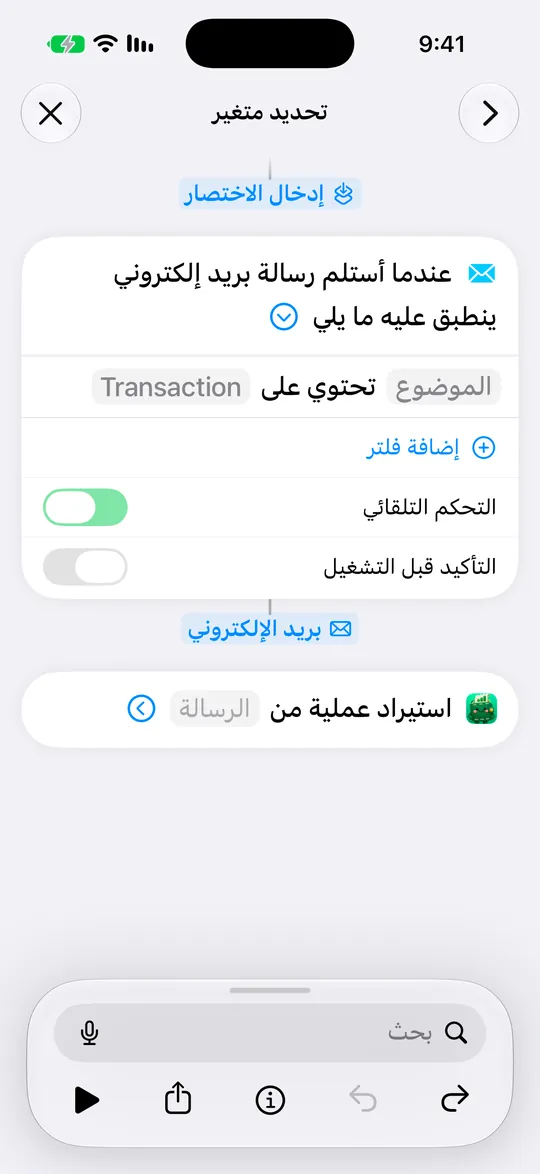 9:41
تحديد متغير
إدخال الاختصار
عندما أستلم رسالة بريد إلكتروني
ينطبق عليه ما يلي
الموضوع تحتوي على Transaction
إضافة فلتر
التحكم التلقائي
التأكيد قبل التشغيل
بريد الإلكتروني
استيراد عملية من الرسالة
بحث